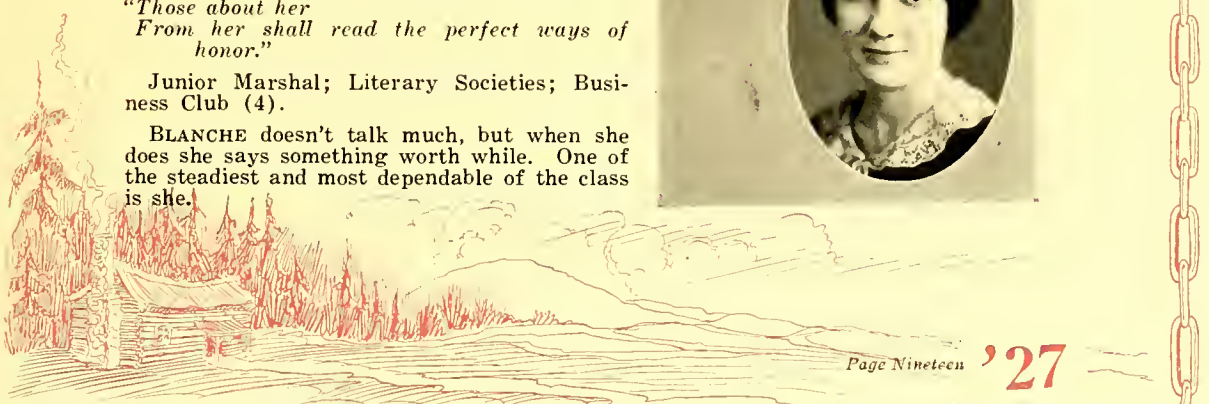 "Those about her
From her shall read the perfect ways of
honor."
Junior Marshal; Literary Societies; Busi-
ness Club (4).
BLANCHE doesn't talk much, but when she
does she says something worth while. One of
the steadiest and most dependable of the class
is she.
Page Nineteen '27